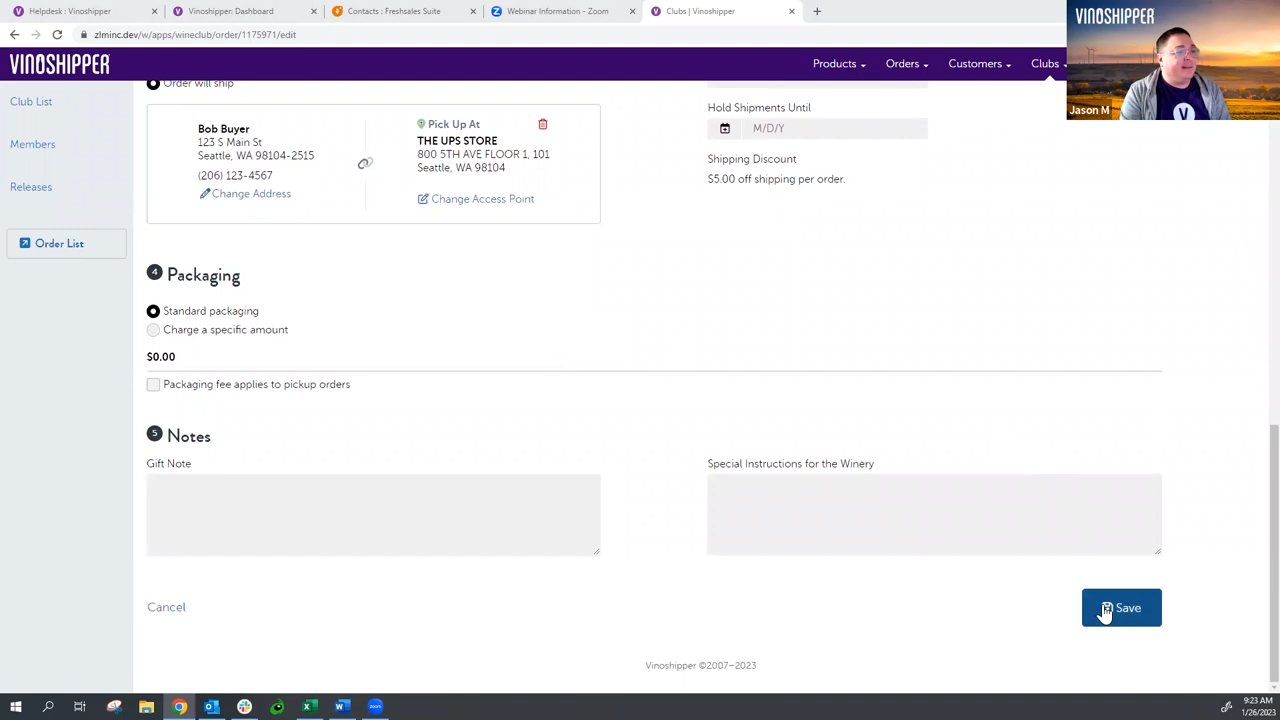 Helpdesk : Vinoshipper
Vinoshipper: Dashboard
Contacts : Freshsales Suite
Webinar Information - Zoom
Clubs | Vinoshipper
zlminc.dev/w/apps/wineclub/order/1175971/edit
VINOSHIPPER
Jason M
VINOSHIPPER
Products
Orders
Customers
Clubs
Club List
Members
Releases
Order List
Order will ship
Bob Buyer
123 S Main St
Seattle, WA 98104-2515
(206) 123-4567
Change Address
Pick Up At
THE UPS STORE
800 5TH AVE FLOOR 1, 101
Seattle, WA 98104
Change Access Point
Hold Shipments Until
M/D/Y
Shipping Discount
$5.00 off shipping per order.
4 Packaging
Standard packaging
Charge a specific amount
$0.00
Packaging fee applies to pickup orders
5 Notes
Gift Note
Special Instructions for the Winery
Cancel
Save
Vinoshipper ©2007–2023
9:23 AM
1/26/2023